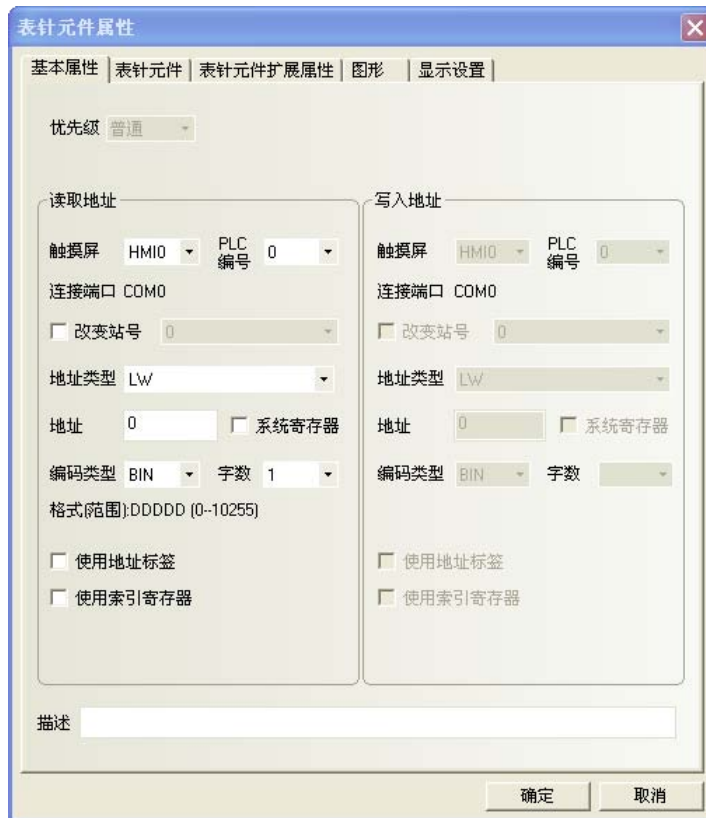 表针元件属性
基本属性 表针元件 表针元件扩展属性 图形 显示设置
优先级 普通
读取地址
触摸屏 HMI0 PLC编号 0
连接端口 COM0
改变站号 0
地址类型 LW
地址 0 系统寄存器
编码类型 BIN 字数 1
格式(范围):DDDDD (0--10255)
使用地址标签
使用索引寄存器
写入地址
触摸屏 HMI0 PLC编号 0
连接端口 COM0
改变站号 0
地址类型 LW
地址 0 系统寄存器
编码类型 BIN 字数
使用地址标签
使用索引寄存器
描述
确定 取消